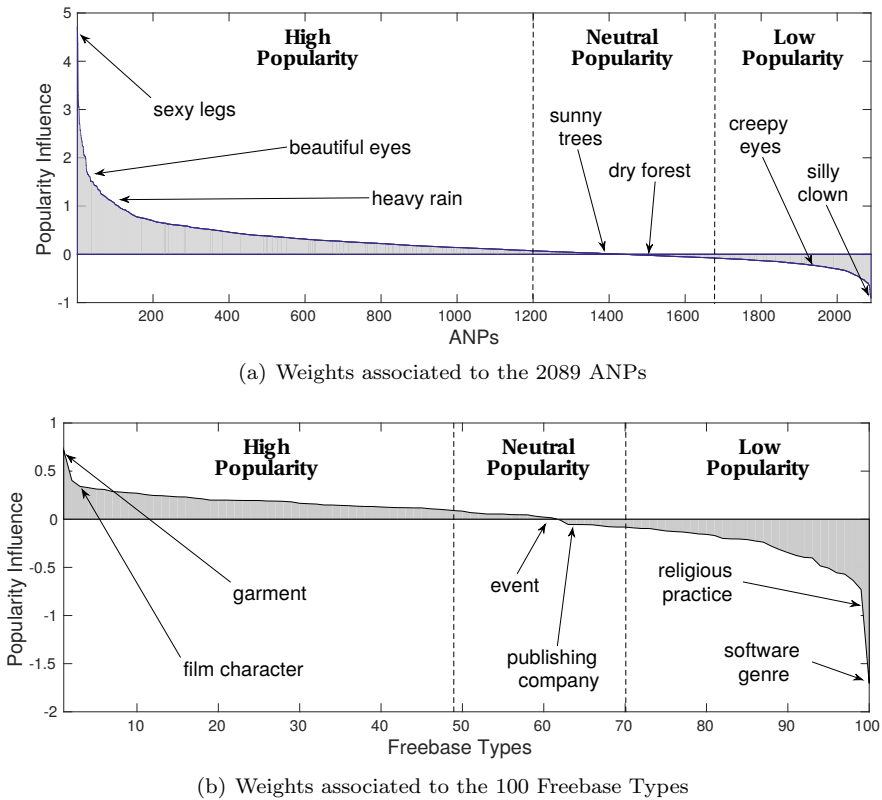 5
4
3
2
1
0
-1
Popularity Influence
High
Popularity
Neutral
Popularity
Low
Popularity
sexy legs
beautiful eyes
heavy rain
sunny
trees
dry forest
creepy
eyes
silly
clown
200 400 600 800 1000 1200 1400 1600 1800 2000
ANPs
(a) Weights associated to the 2089 ANPs
1
0.5
0
-0.5
-1
-1.5
-2
Popularity Influence
High
Popularity
Neutral
Popularity
Low
Popularity
garment
film character
event
publishing
company
religious
practice
software
genre
10 20 30 40 50 60 70 80 90 100
Freebase Types
(b) Weights associated to the 100 Freebase Types